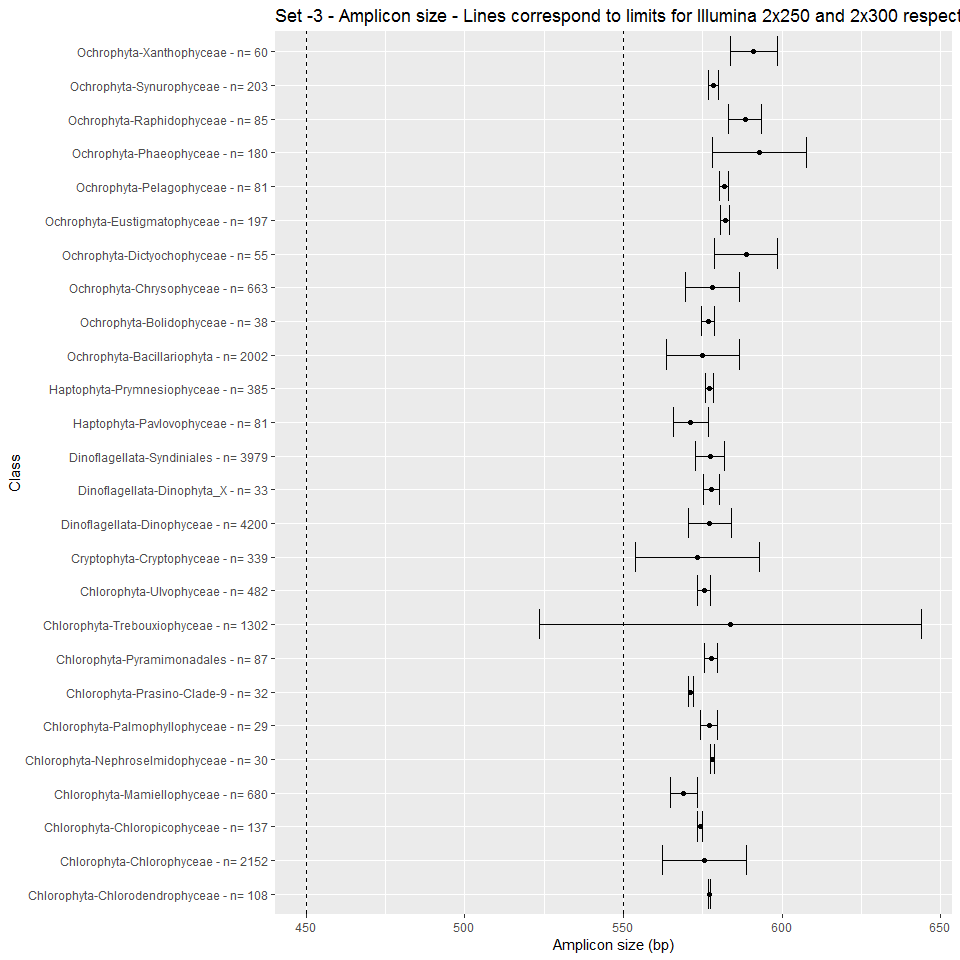 Set -3 - Amplicon size - Lines correspond to limits for Illumina 2x250 and 2x300 respect
Ochrophyta-Xanthophyceae - n= 60
Ochrophyta-Synurophyceae - n= 203
Ochrophyta-Raphidophyceae - n= 85
Ochrophyta-Phaeophyceae - n= 180
Ochrophyta-Pelagophyceae - n= 81
Ochrophyta-Eustigmatophyceae - n= 197
Ochrophyta-Dictyochophyceae - n= 55
Ochrophyta-Chrysophyceae - n= 663
Ochrophyta-Bolidophyceae - n= 38
Ochrophyta-Bacillariophyta - n= 2002
Haptophyta-Prymnesiophyceae - n= 385
Haptophyta-Pavlovophyceae - n= 81
Dinoflagellata-Syndiniales - n= 3979
Dinoflagellata-Dinophyta_X - n= 33
Dinoflagellata-Dinophyceae - n= 4200
Cryptophyta-Cryptophyceae - n= 339
Chlorophyta-Ulvophyceae - n= 482
Chlorophyta-Trebouxiophyceae - n= 1302
Chlorophyta-Pyramimonadales - n= 87
Chlorophyta-Prasino-Clade-9 - n= 32
Chlorophyta-Palmophyllophyceae - n= 29
Chlorophyta-Nephroselmidophyceae - n= 30
Chlorophyta-Mamiellophyceae - n= 680
Chlorophyta-Chloropicophyceae - n= 137
Chlorophyta-Chlorophyceae - n= 2152
Chlorophyta-Chlorodendrophyceae - n= 108
Class
450 500 550 600 650
Amplicon size (bp)